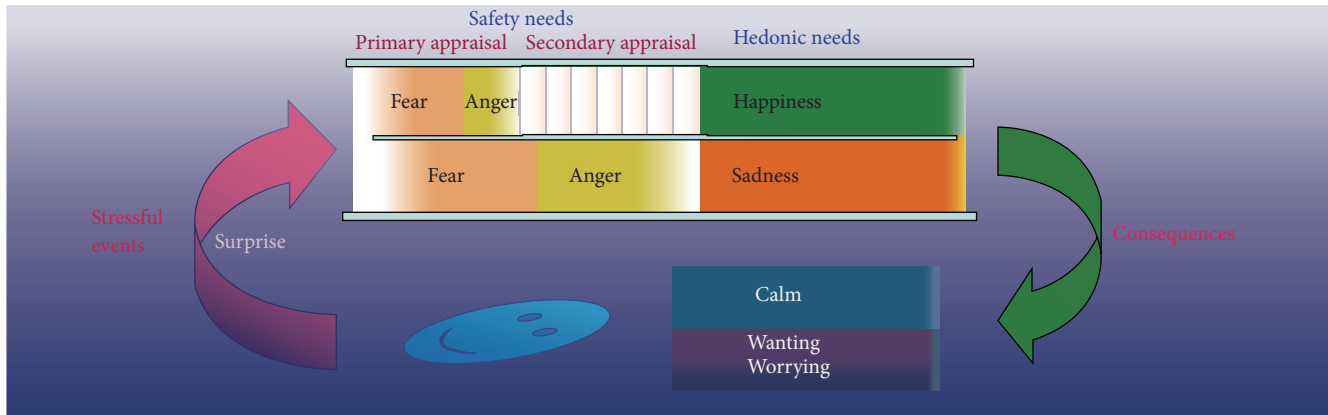 Safety needs
Primary appraisal Secondary appraisal Hedonic needs
Fear Anger Happiness
Fear Anger Sadness
Stressful
events
Surprise
Consequences
Calm
Wanting
Worrying